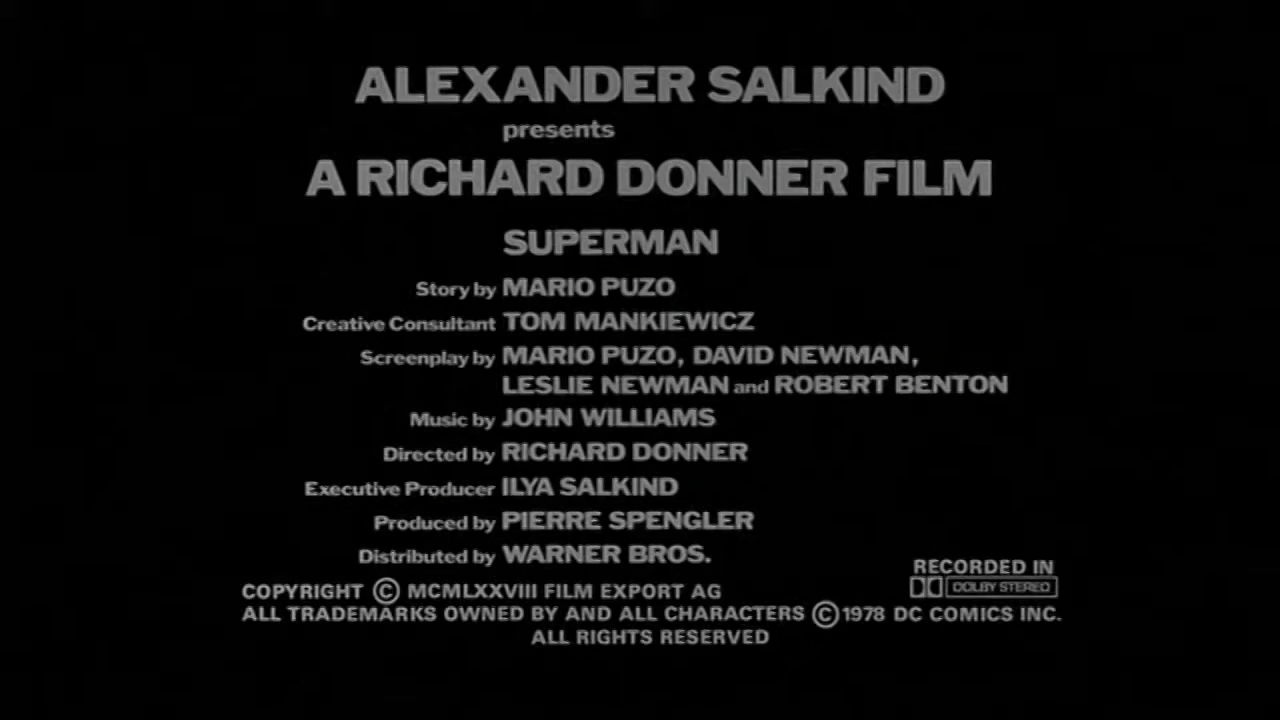 ALEXANDER SALKIND
presents
A RICHARD DONNER FILM
SUPERMAN
Story by MARIO PUZO
Creative Consultant TOM MANKIEWICZ
Screenplay by MARIO PUZO, DAVID NEWMAN,
LESLIE NEWMAN and ROBERT BENTON
Music by JOHN WILLIAMS
Directed by RICHARD DONNER
Executive Producer ILYA SALKIND
Produced by PIERRE SPENGLER
Distributed by WARNER BROS.
RECORDED IN
DOLBY STEREO
COPYRIGHT © MCMLXXVIII FILM EXPORT AG
ALL TRADEMARKS OWNED BY AND ALL CHARACTERS © 1978 DC COMICS INC.
ALL RIGHTS RESERVED